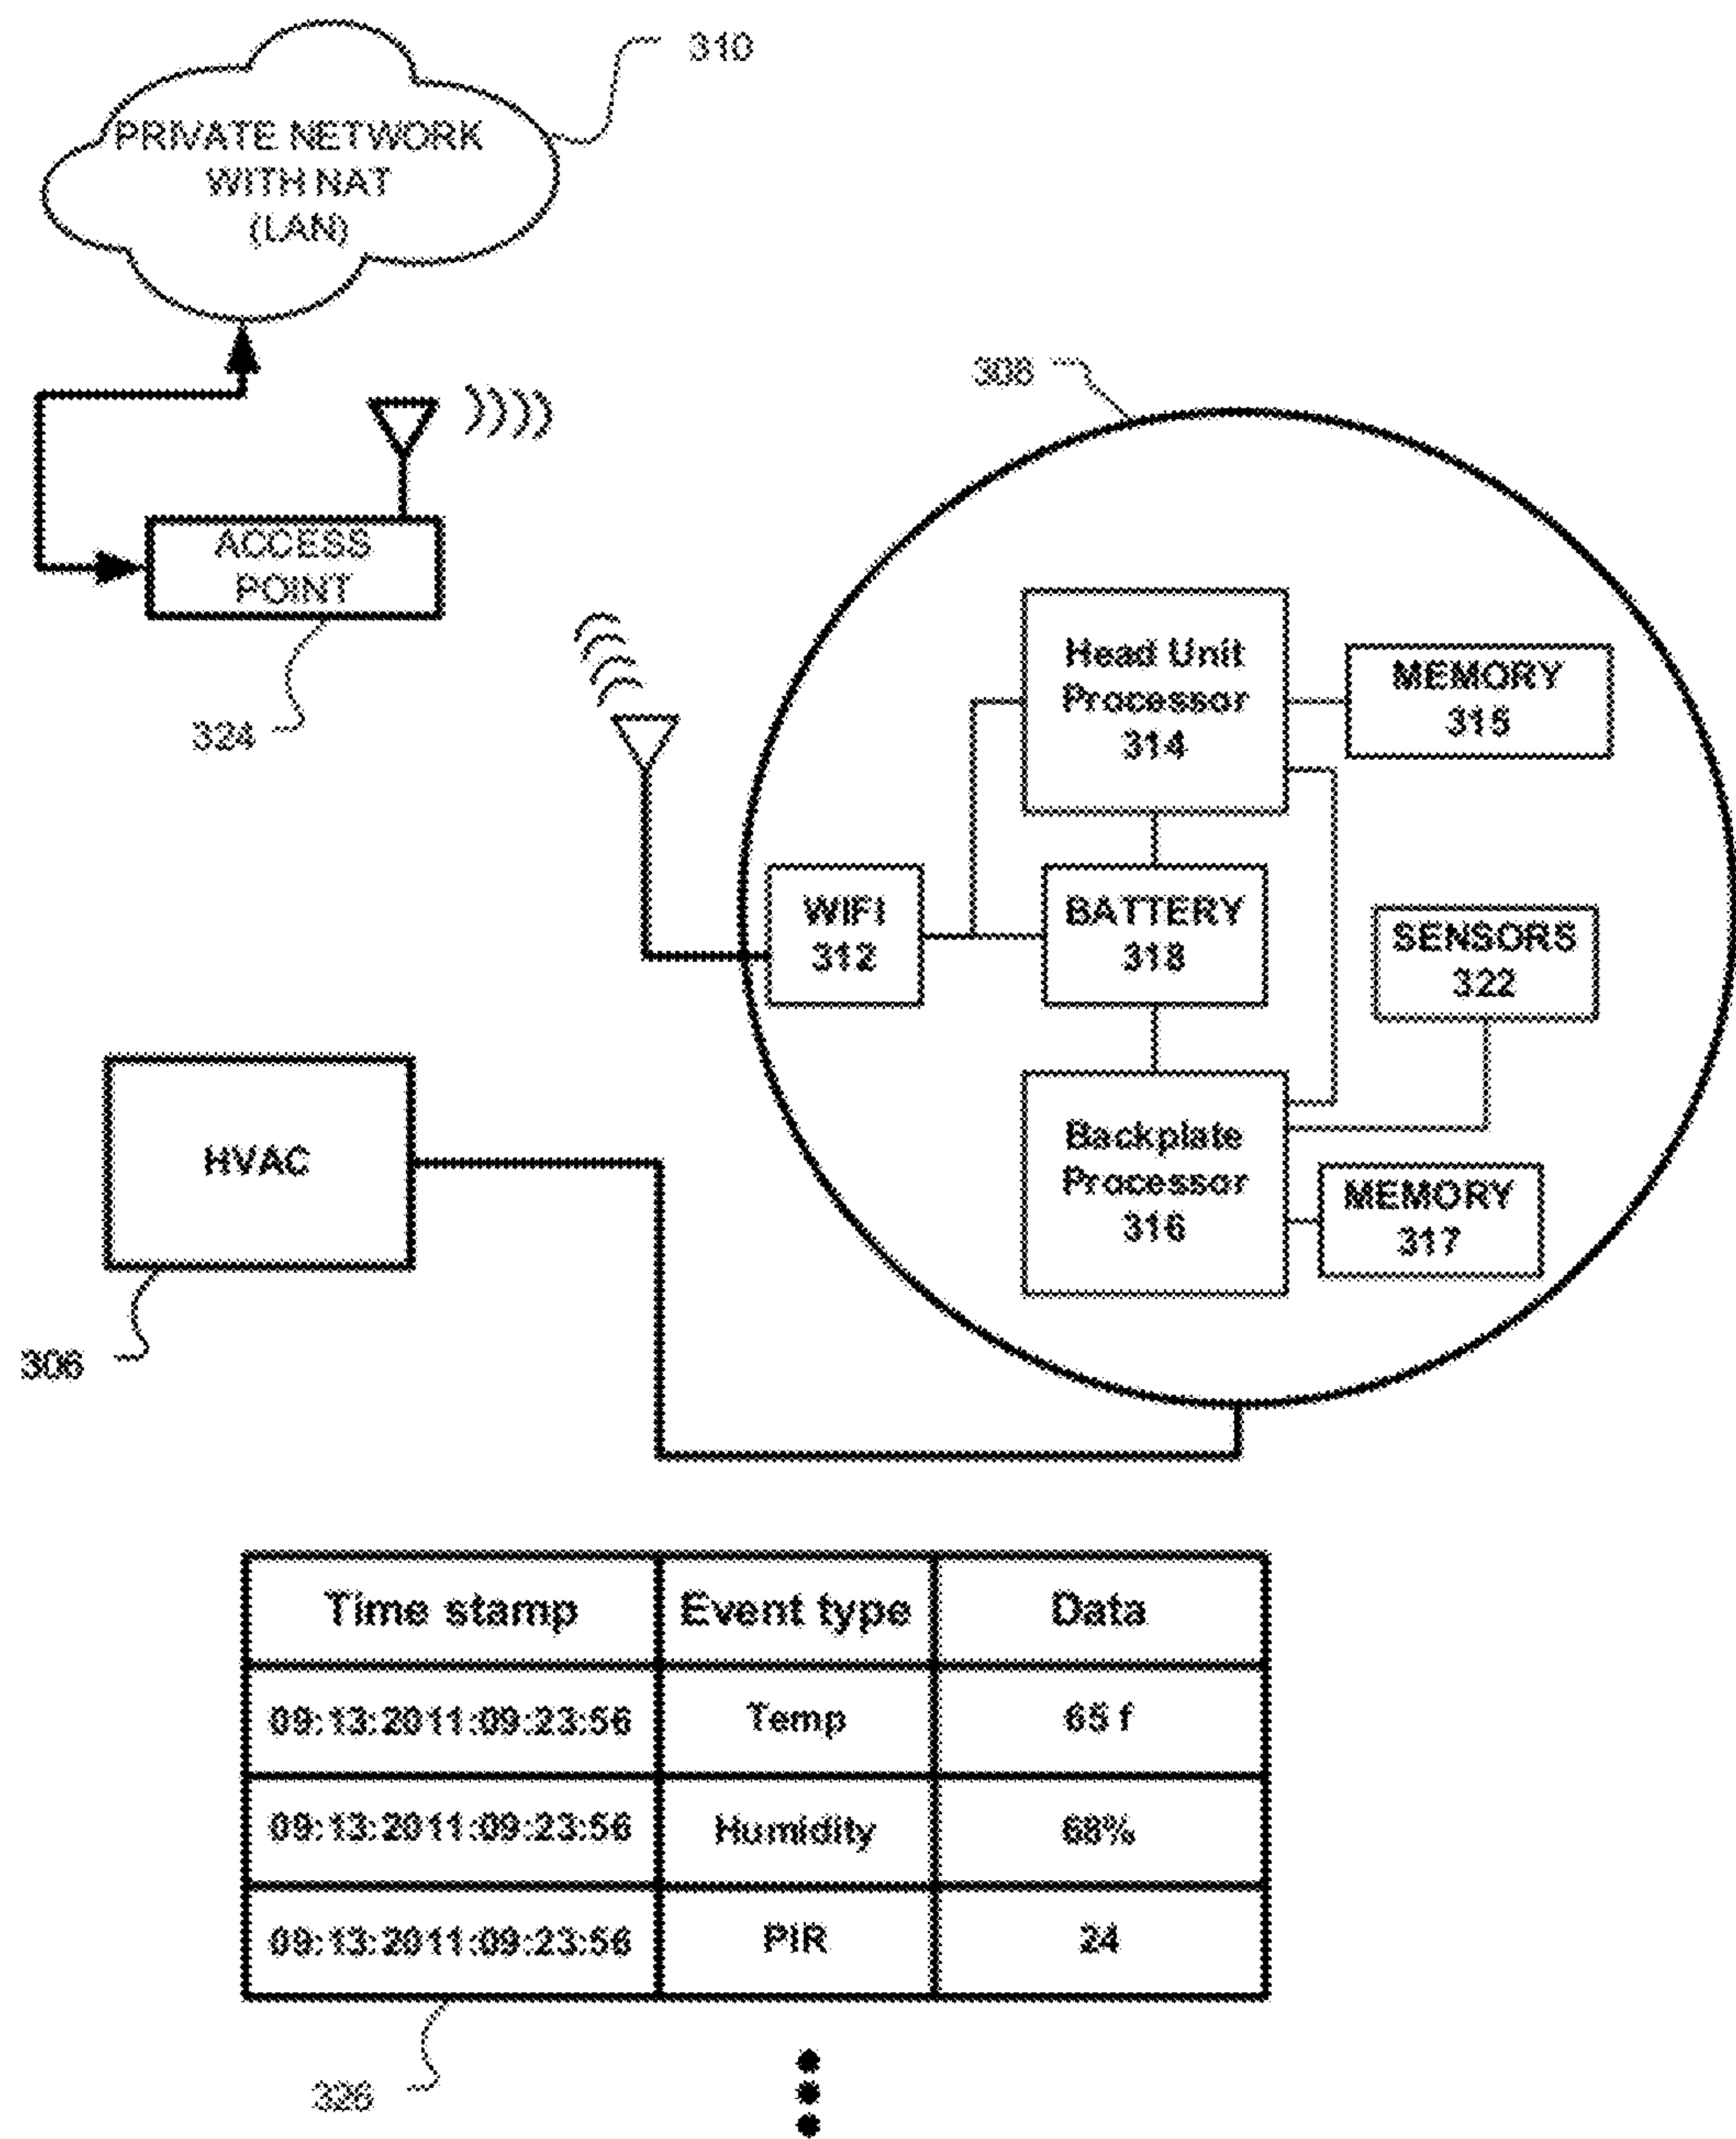 310
PRIVATE NETWORK
WITH NAT
(LAN)
308
ACCESS
POINT
324
Head Unit
Processor
314
MEMORY
315
WIFI
312
BATTERY
318
SENSORS
322
HVAC
306
Backplate
Processor
316
MEMORY
317
Time stamp Event type Data
09:13:2011:09:23:56 Temp 65 f
09:13:2011:09:23:56 Humidity 68%
09:13:2011:09:23:56 PIR 24
326